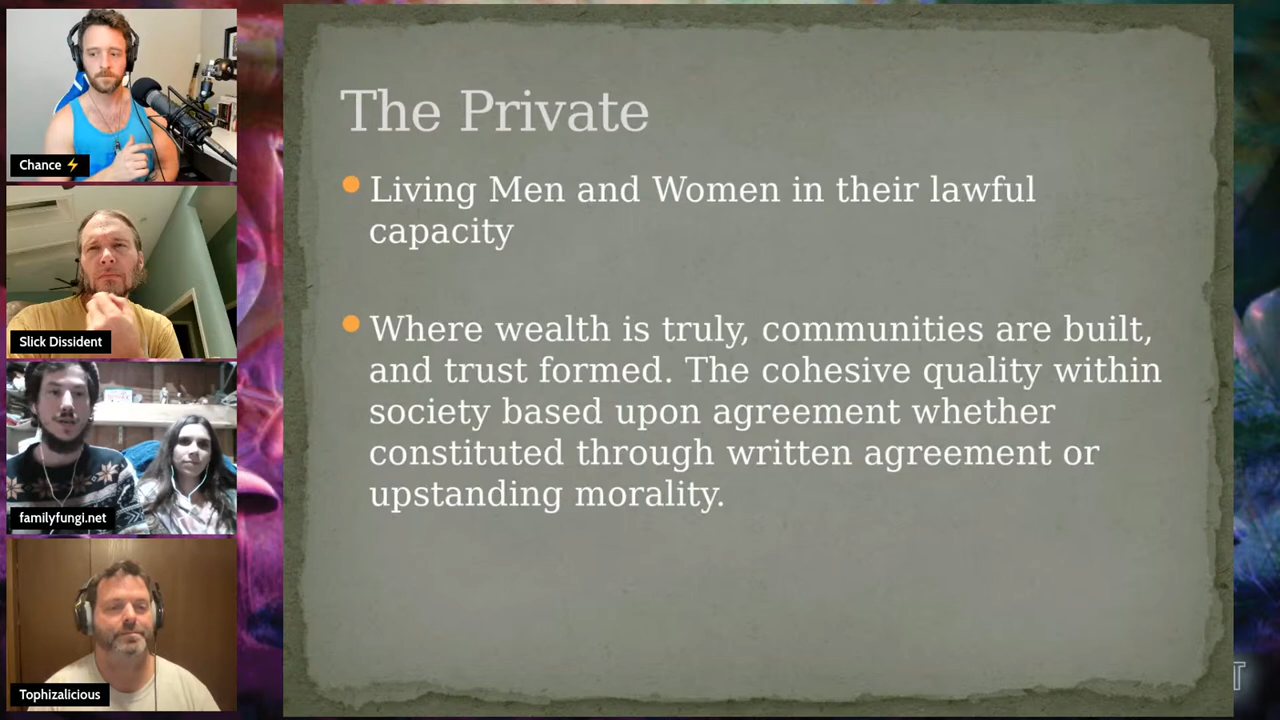 Chance ⚡
Slick Dissident
familyfungi.net
Tophizalicious
The Private
Living Men and Women in their lawful
capacity
Where wealth is truly, communities are built,
and trust formed. The cohesive quality within
society based upon agreement whether
constituted through written agreement or
upstanding morality.
T